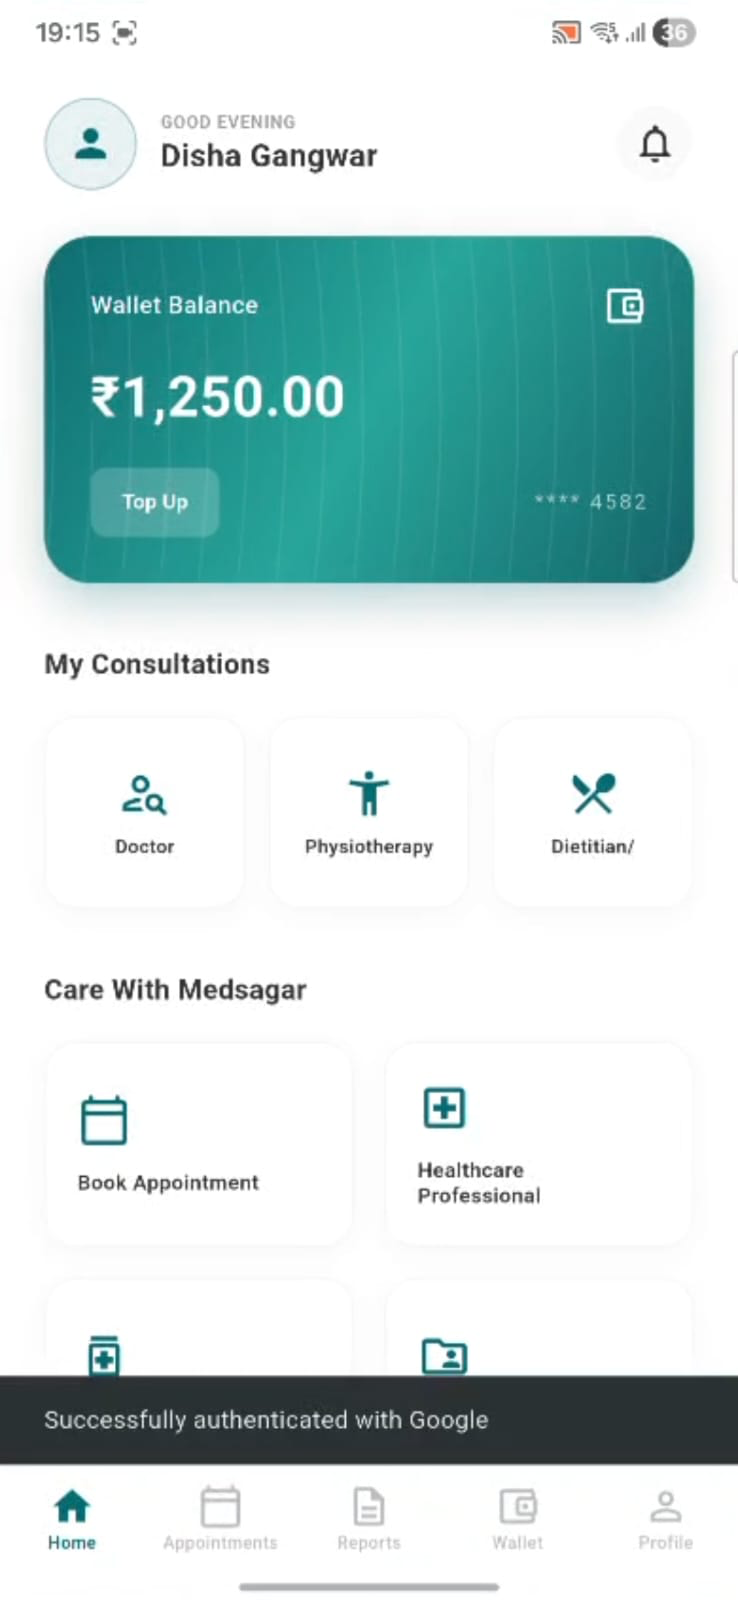 19:15
36
GOOD EVENING
Disha Gangwar
Wallet Balance
₹1,250.00
Top Up
**** 4582
My Consultations
Doctor
Physiotherapy
Dietitian/
Care With Medsagar
Book Appointment
Healthcare
Professional
Successfully authenticated with Google
Home
Appointments
Reports
Wallet
Profile